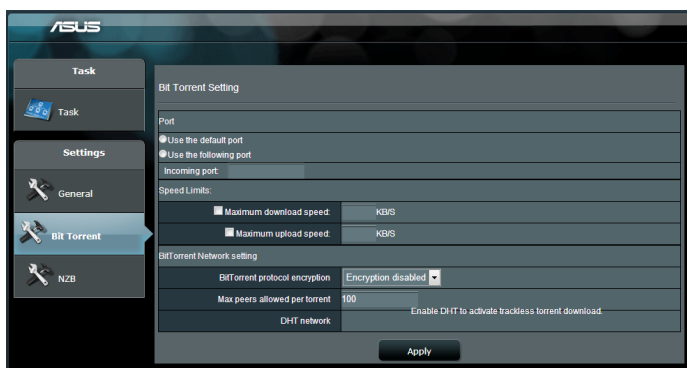 ASUS
Task
Task
Settings
General
Bit Torrent
NZB
Bit Torrent Setting
Port
Use the default port
Use the following port
Incoming port:
Speed Limits:
Maximum download speed: KB/S
Maximum upload speed: KB/S
BitTorrent Network setting
BitTorrent protocol encryption Encryption disabled
Max peers allowed per torrent 100
DHT network Enable DHT to activate trackless torrent download.
Apply